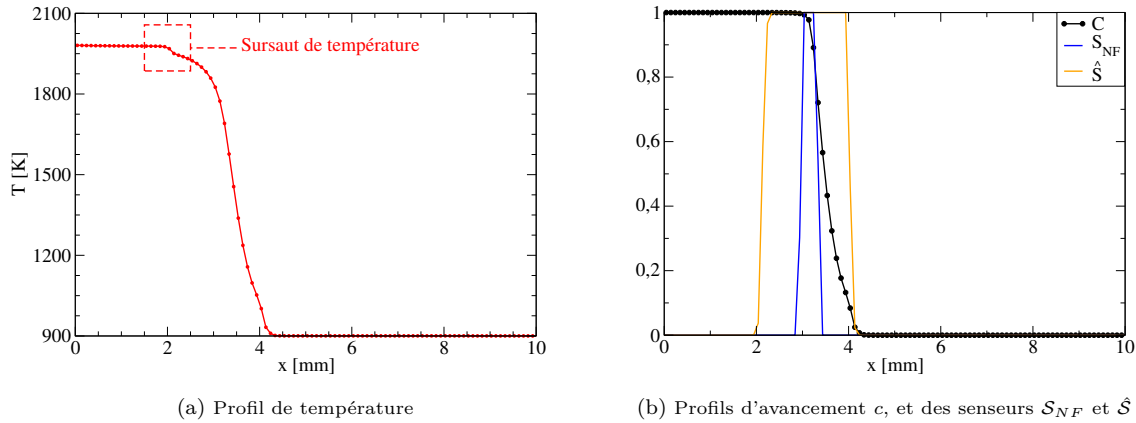 2100
1800
1500
1200
900
T [K]
Sursaut de température
0 2 4 6 8 10
x [mm]
(a) Profil de température
1
0,8
0,6
0,4
0,2
0
C
S_NF
Ŝ
0 2 4 6 8 10
x [mm]
(b) Profils d'avancement c, et des senseurs 𝒮_NF et 𝒮̂